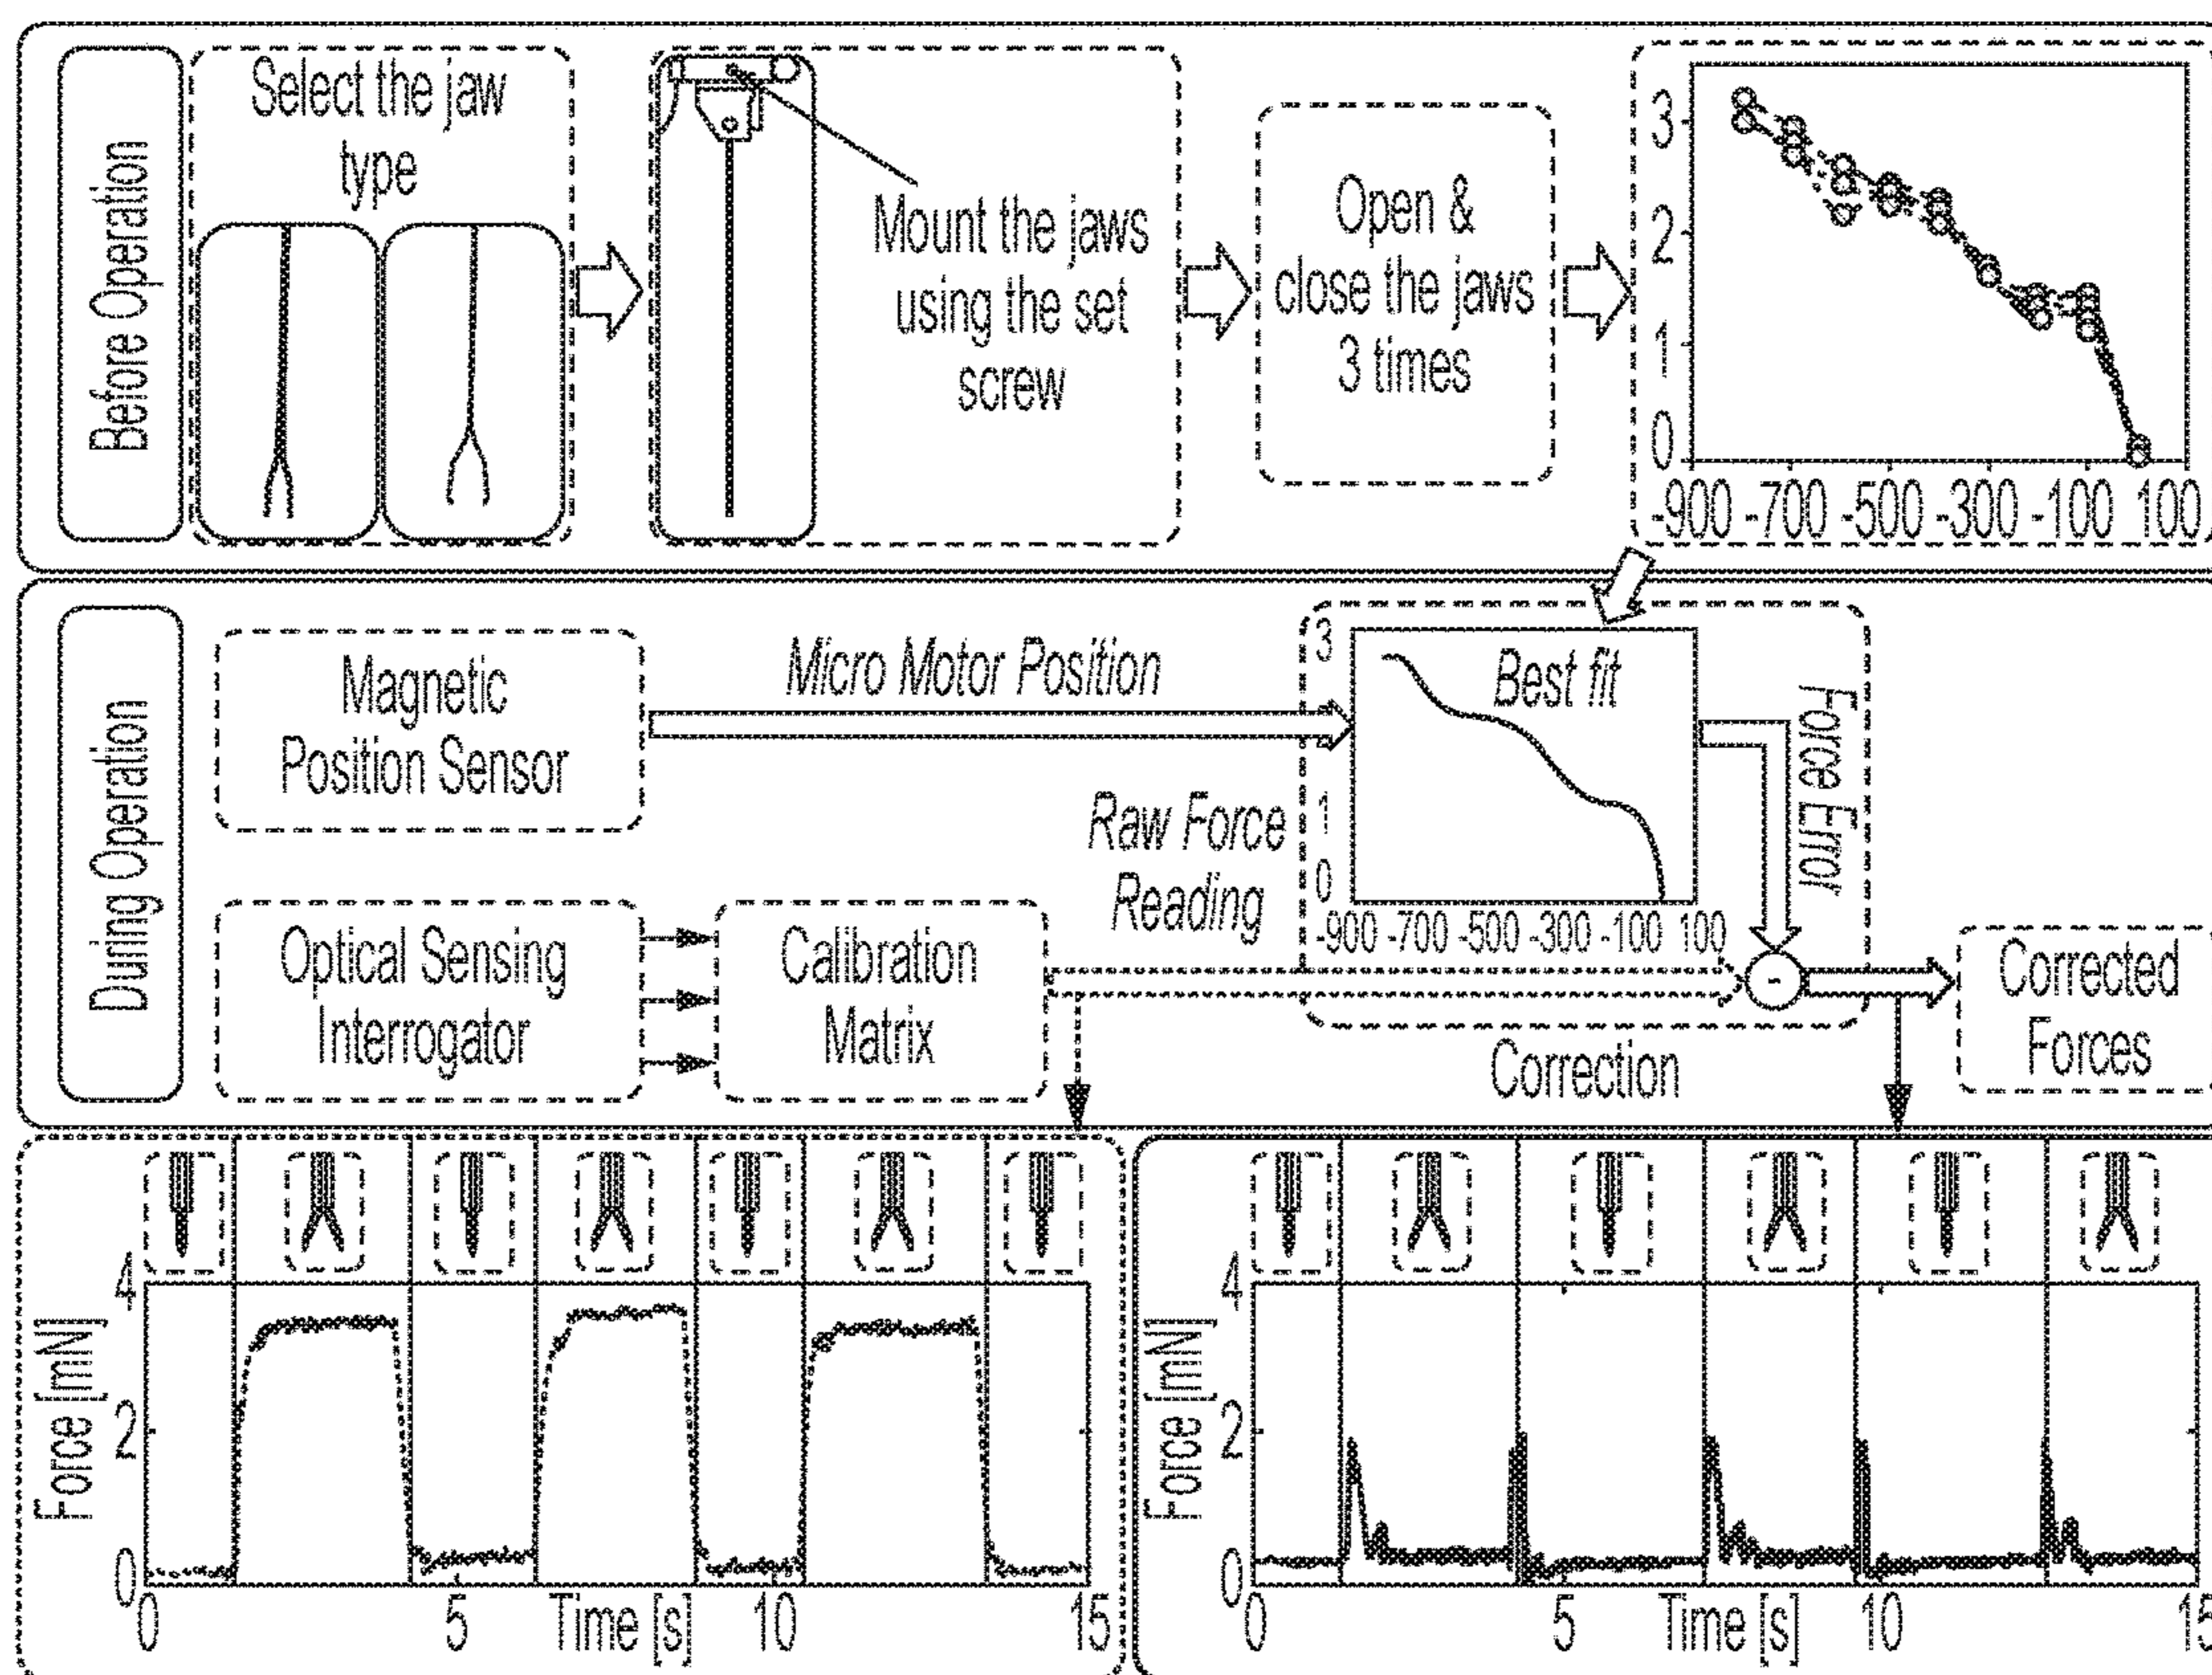 Before Operation
Select the jaw
type
Mount the jaws
using the set
screw
Open &
close the jaws
3 times
3
2
1
0
-900 -700 -500 -300 -100 100
During Operation
Magnetic
Position Sensor
Micro Motor Position
Raw Force
Reading
3
1
0
Best fit
-900 -700 -500 -300 -100 100
Force Error
Optical Sensing
Interrogator
Calibration
Matrix
-
Correction
Corrected
Forces
Force [mN]
4
2
0
0 5 Time [s] 10 15
Force [mN]
4
2
0
0 5 Time [s] 10 15